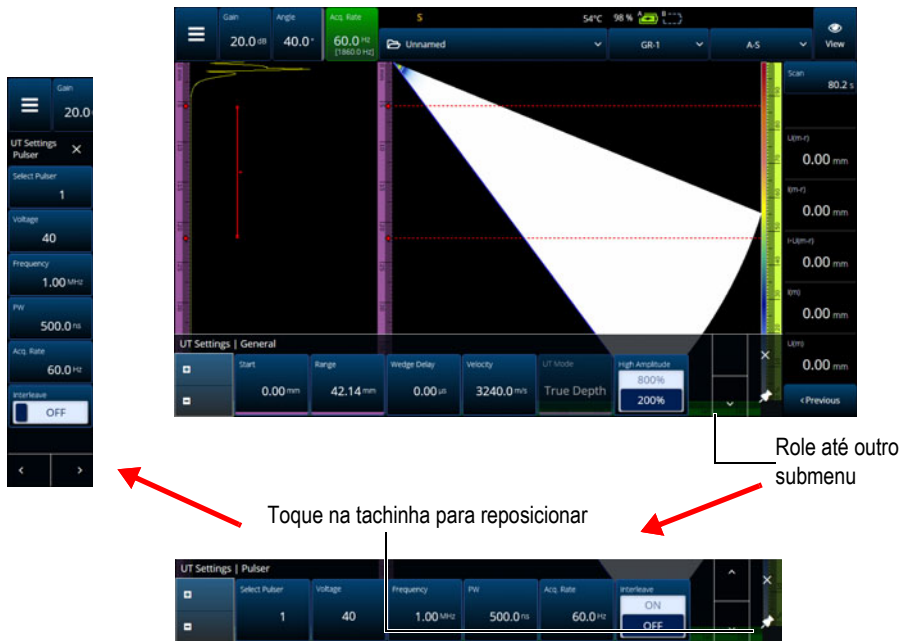 Gain
20.0 dB
Angle
40.0 °
Acq. Rate
60.0 Hz
[1860.0 Hz]
S
54°C
98 %
A
B
Unnamed
GR-1
A-S
View
Scan
80.2 s
U(m-r)
0.00 mm
I(m-r)
0.00 mm
I-U(m-r)
0.00 mm
I(m)
0.00 mm
U(m)
0.00 mm
<Previous
UT Settings | General
Start
0.00 mm
Range
42.14 mm
Wedge Delay
0.00 µs
Velocity
3240.0 m/s
UT Mode
True Depth
High Amplitude
800%
200%
Gain
20.0
UT Settings
Pulser
Select Pulser
1
Voltage
40
Frequency
1.00 MHz
PW
500.0 ns
Acq. Rate
60.0 Hz
Interleave
OFF
Role até outro
submenu
Toque na tachinha para reposicionar
UT Settings | Pulser
Select Pulser
1
Voltage
40
Frequency
1.00 MHz
PW
500.0 ns
Acq. Rate
60.0 Hz
Interleave
ON
OFF